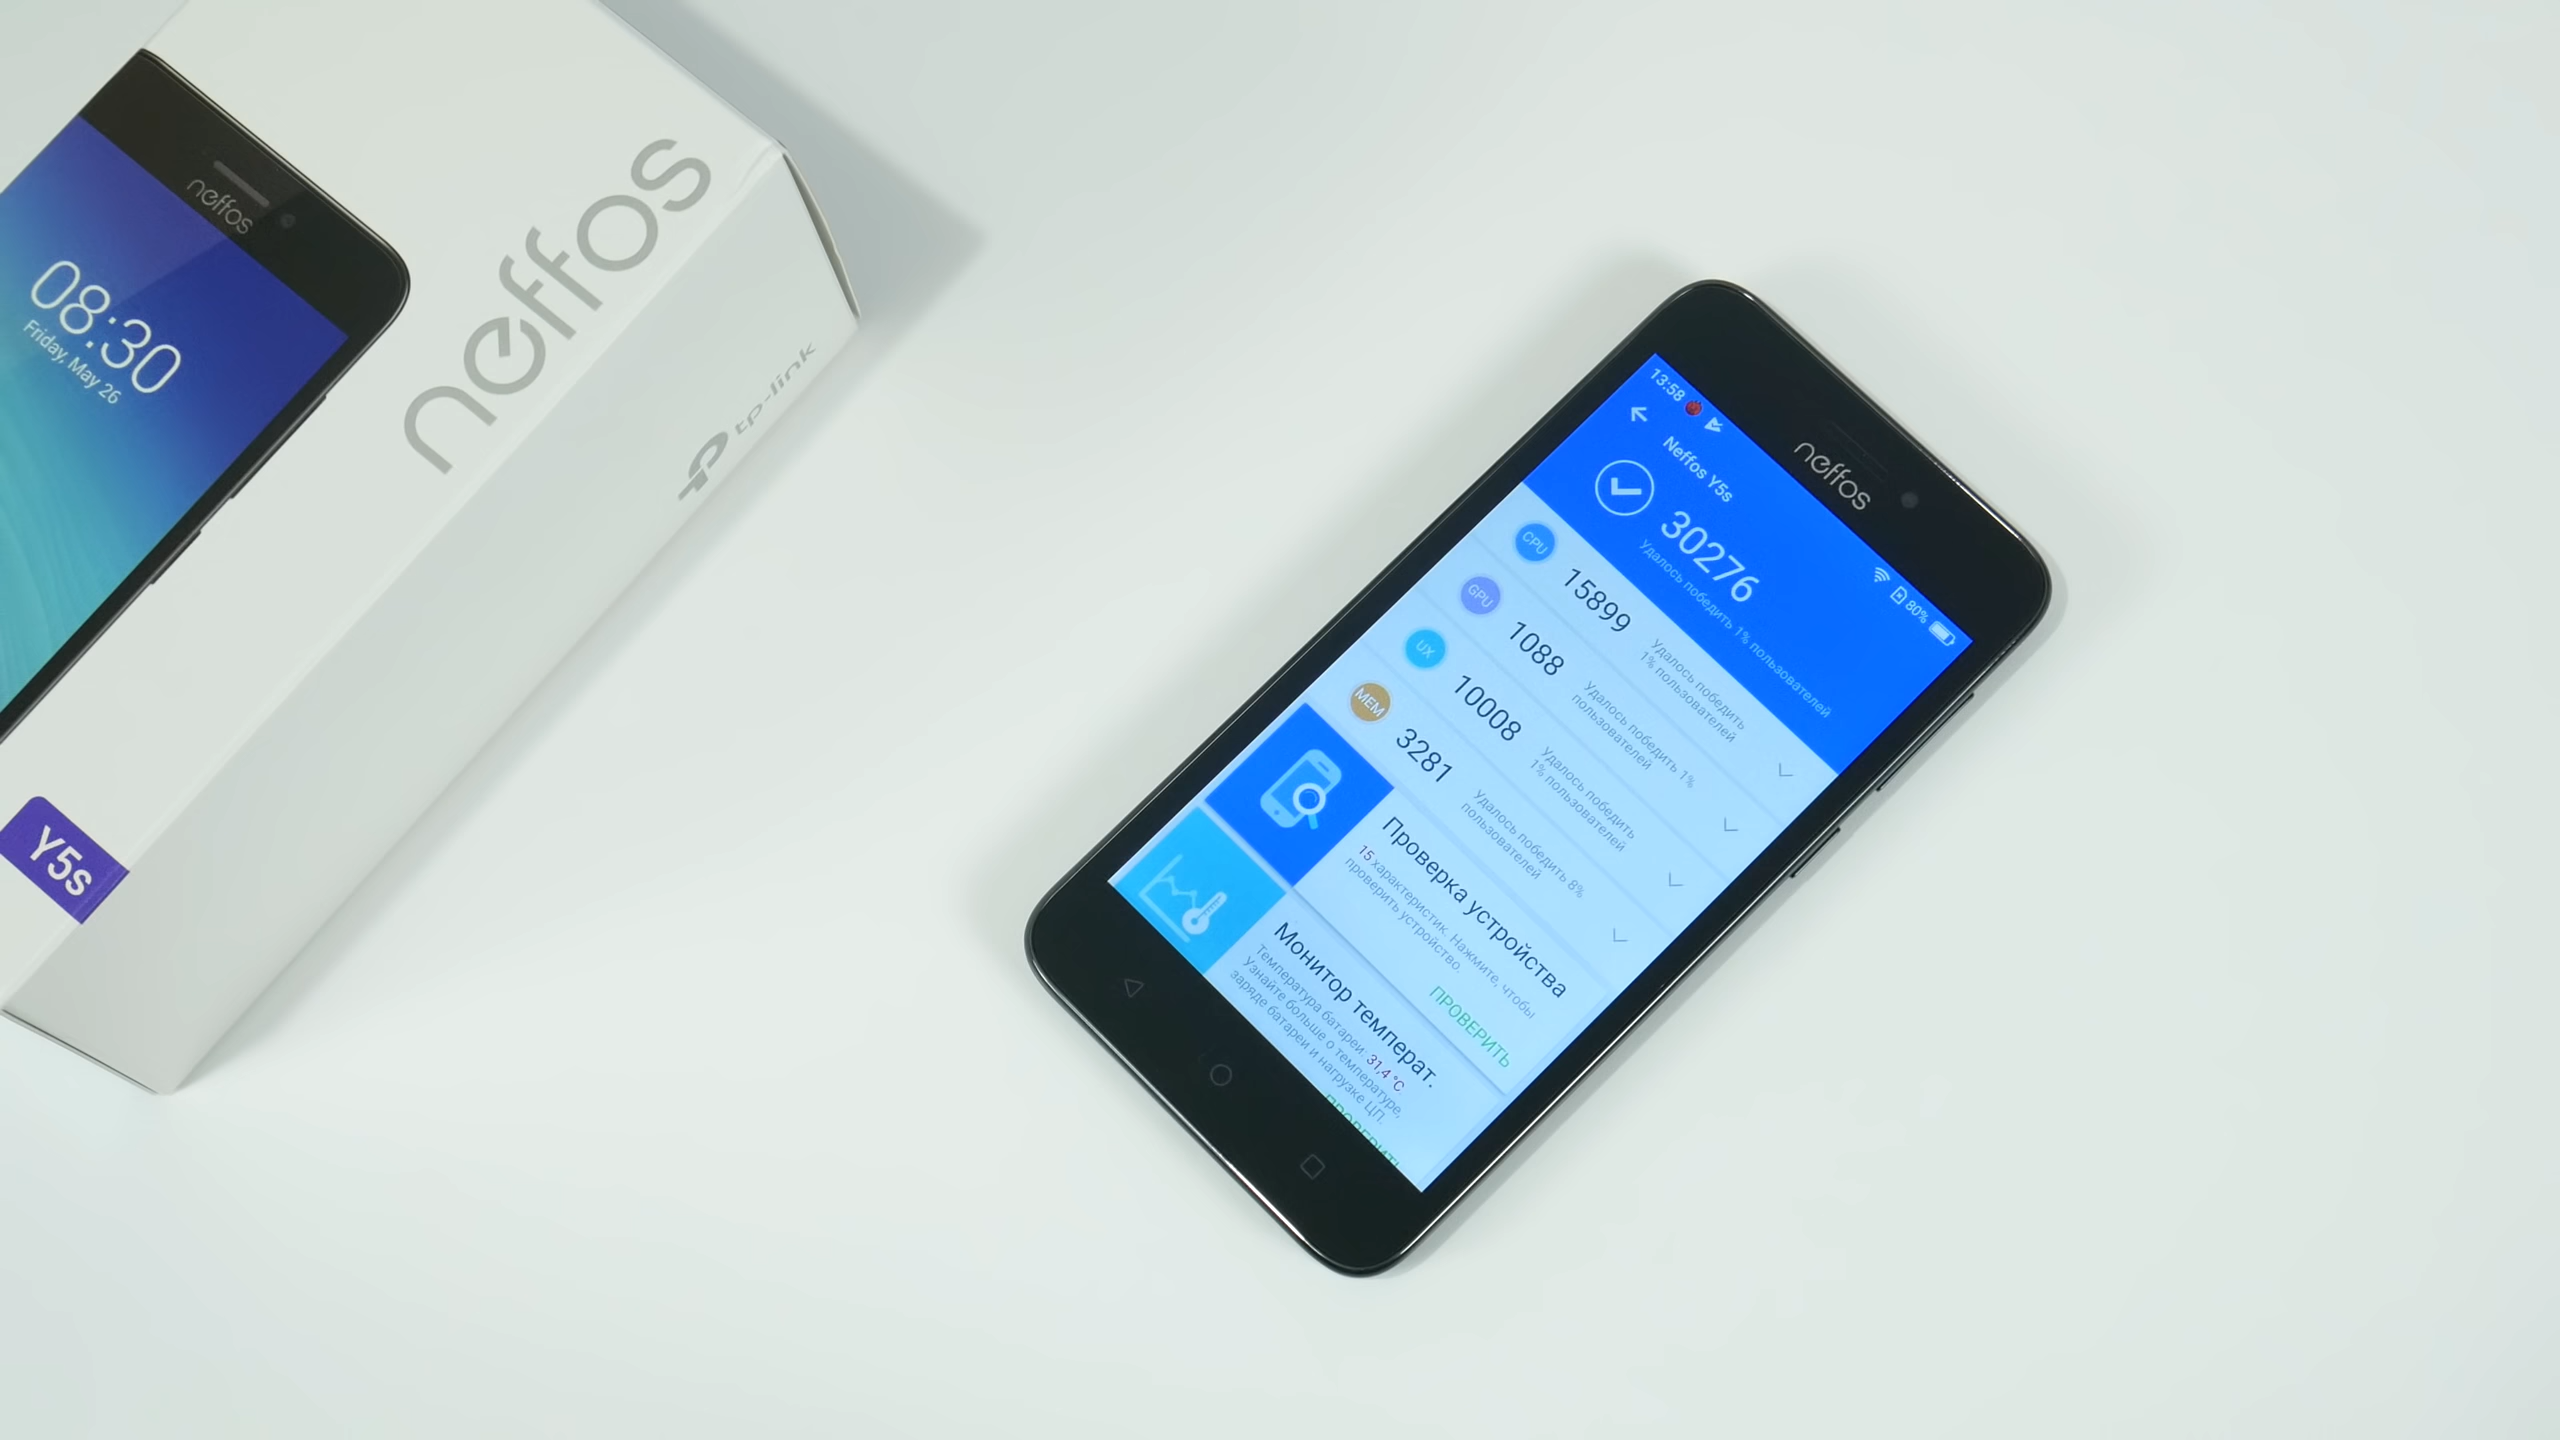 neffos
08:30
Friday, May 26
neffos
tp-link
Y5s
neffos
13:58
80%
Neffos Y5s
30276
Удалось победить 1% пользователей
CPU
15899
Удалось победить
1% пользователей
GPU
1088
Удалось победить 1%
пользователей
UX
10008
Удалось победить
1% пользователей
MEM
3281
Удалось победить 8%
пользователей
Проверка устройства
15 характеристик. Нажмите, чтобы
проверить устройство.
ПРОВЕРИТЬ
Монитор температ.
Температура батареи: 31,4°C
Узнайте больше о температуре,
заряде батареи и нагрузке ЦП.
ПРОВЕРИТЬ